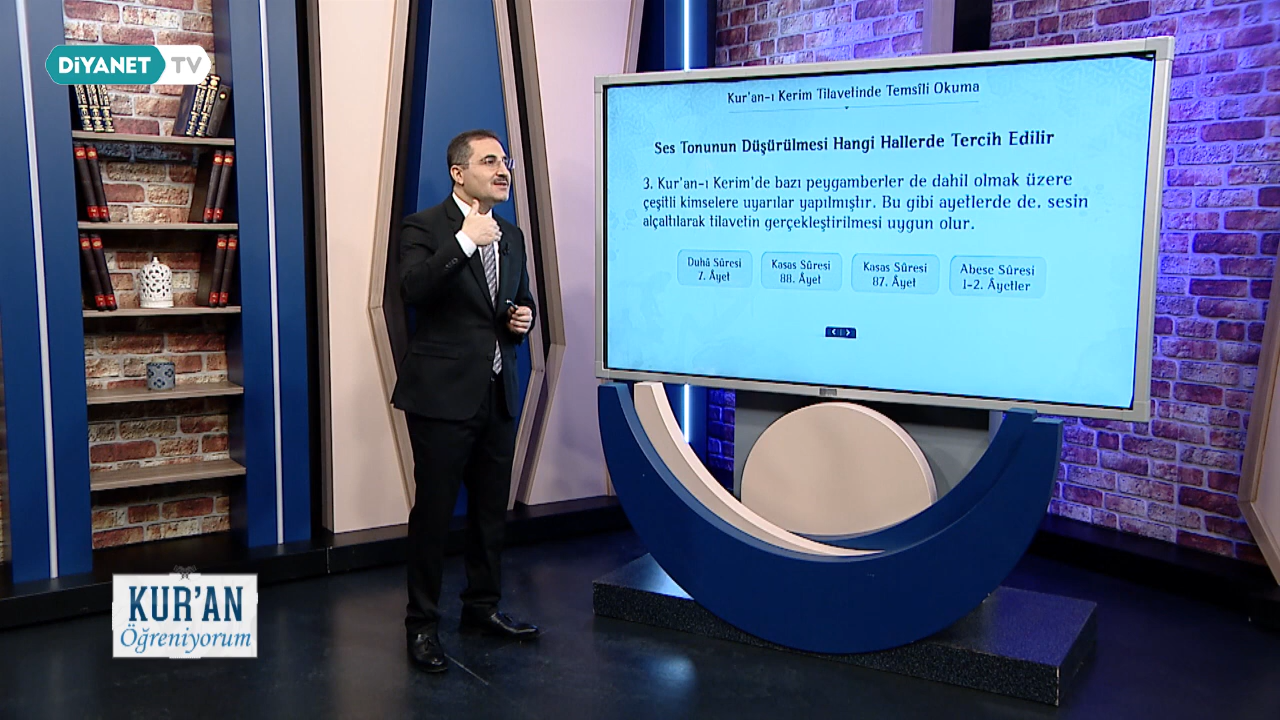 DİYANET TV
Kur'an-ı Kerim Tilavetinde Temsîli Okuma
Ses Tonunun Düşürülmesi Hangi Hallerde Tercih Edilir
3. Kur'an-ı Kerim'de bazı peygamberler de dahil olmak üzere
çeşitli kimselere uyarılar yapılmıştır. Bu gibi ayetlerde de, sesin
alçaltılarak tilavetin gerçekleştirilmesi uygun olur.
Duhâ Sûresi
7. Âyet
Kasas Sûresi
88. Âyet
Kasas Sûresi
87. Âyet
Abese Sûresi
1-2. Âyetler
KUR'AN
Öğreniyorum